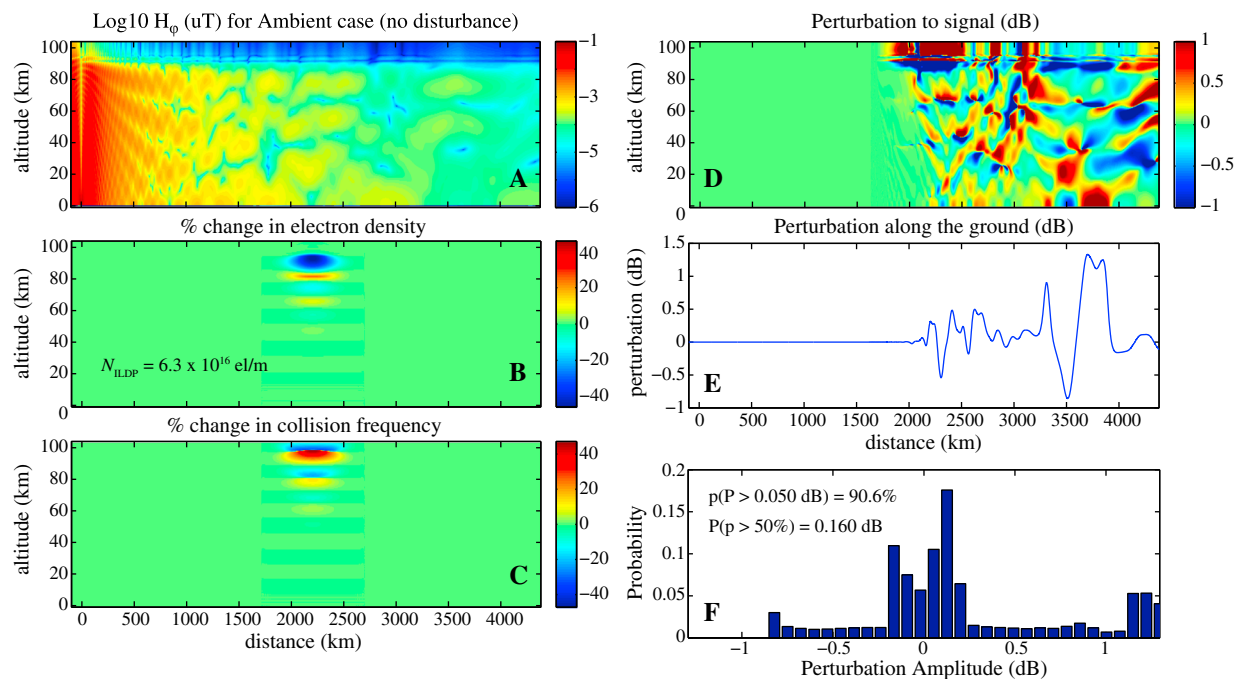 Log10 Hφ (uT) for Ambient case (no disturbance)
altitude (km)
100
80
60
40
20
0
A
−1
−3
−5
−6
% change in electron density
altitude (km)
100
80
60
40
20
0
N_ILDP = 6.3 x 10^16 el/m
B
40
20
0
−20
−40
% change in collision frequency
altitude (km)
100
80
60
40
20
0
C
40
20
0
−20
−40
0 500 1000 1500 2000 2500 3000 3500 4000
distance (km)
Perturbation to signal (dB)
altitude (km)
100
80
60
40
20
0
D
1
0.5
0
−0.5
−1
Perturbation along the ground (dB)
perturbation (dB)
1.5
1
0.5
0
−0.5
−1
E
0 500 1000 1500 2000 2500 3000 3500 4000
distance (km)
Probability
0.2
0.15
0.1
0.05
0
p(P > 0.050 dB) = 90.6%
P(p > 50%) = 0.160 dB
F
−1 −0.5 0 0.5 1
Perturbation Amplitude (dB)